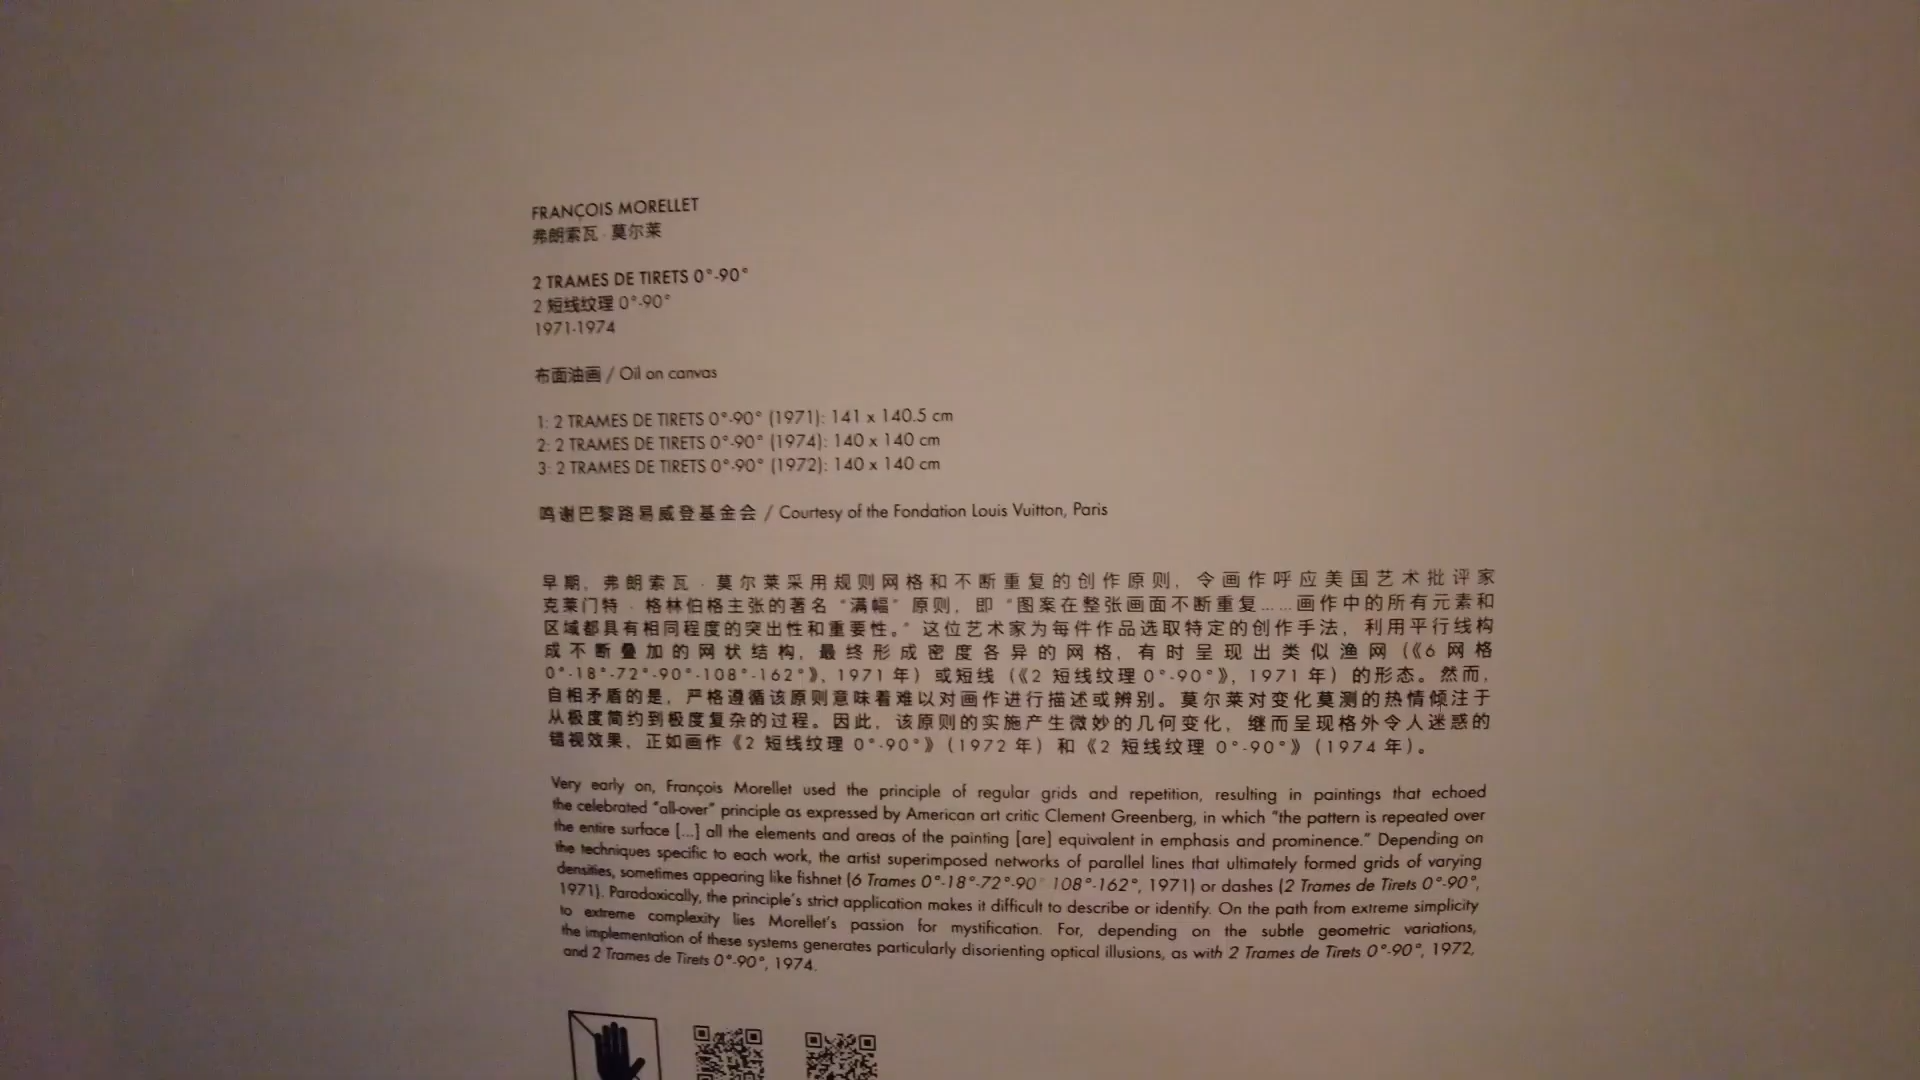 FRANÇOIS MORELLET
弗朗索瓦 · 莫尔莱
2 TRAMES DE TIRETS 0°-90°
2 短线纹理 0°-90°
1971-1974
布面油画 / Oil on canvas
1: 2 TRAMES DE TIRETS 0°-90° (1971): 141 x 140.5 cm
2: 2 TRAMES DE TIRETS 0°-90° (1974): 140 x 140 cm
3: 2 TRAMES DE TIRETS 0°-90° (1972): 140 x 140 cm
鸣谢巴黎路易威登基金会 / Courtesy of the Fondation Louis Vuitton, Paris
早期，弗朗索瓦 · 莫尔莱采用规则网格和不断重复的创作原则，令画作呼应美国艺术批评家
克莱门特 · 格林伯格主张的著名 “满幅” 原则，即 “图案在整张画面不断重复……画作中的所有元素和
区域都具有相同程度的突出性和重要性。” 这位艺术家为每件作品选取特定的创作手法，利用平行线构
成不断叠加的网状结构，最终形成密度各异的网格，有时呈现出类似渔网（《6 网格
0°-18°-72°-90°-108°-162°》，1971 年）或短线（《2 短线纹理 0°-90°》，1971 年）的形态。然而，
自相矛盾的是，严格遵循该原则意味着难以对画作进行描述或辨别。莫尔莱对变化莫测的热情倾注于
从极度简约到极度复杂的过程。因此，该原则的实施产生微妙的几何变化，继而呈现格外令人迷惑的
错视效果，正如画作《2 短线纹理 0°-90°》（1972 年）和《2 短线纹理 0°-90°》（1974 年）。
Very early on, François Morellet used the principle of regular grids and repetition, resulting in paintings that echoed
the celebrated “all-over” principle as expressed by American art critic Clement Greenberg, in which “the pattern is repeated over
the entire surface [...] all the elements and areas of the painting [are] equivalent in emphasis and prominence.” Depending on
the techniques specific to each work, the artist superimposed networks of parallel lines that ultimately formed grids of varying
densities, sometimes appearing like fishnet (6 Trames 0°-18°-72°-90° 108°-162°, 1971) or dashes (2 Trames de Tirets 0°-90°,
1971). Paradoxically, the principle’s strict application makes it difficult to describe or identify. On the path from extreme simplicity
to extreme complexity lies Morellet’s passion for mystification. For, depending on the subtle geometric variations,
the implementation of these systems generates particularly disorienting optical illusions, as with 2 Trames de Tirets 0°-90°, 1972,
and 2 Trames de Tirets 0°-90°, 1974.